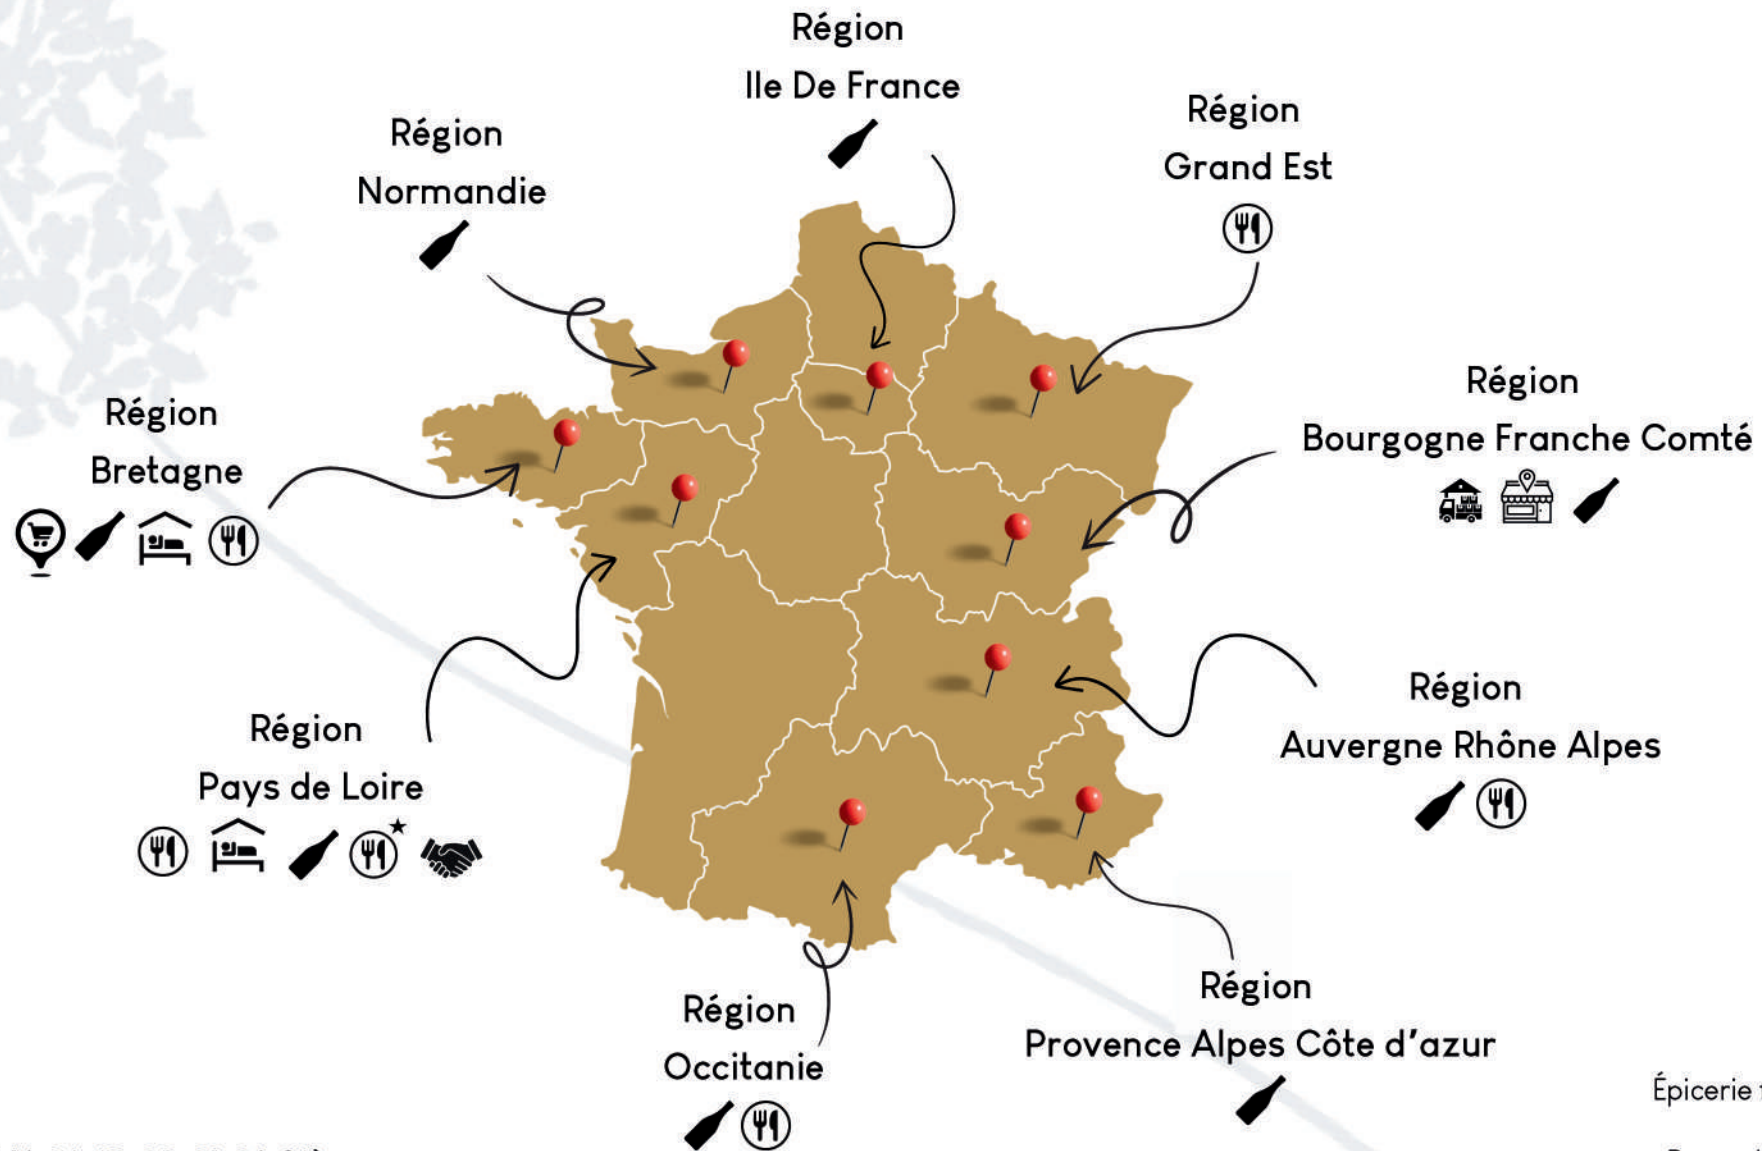 Région
Ile De France
Région
Normandie
Région
Grand Est
Région
Bourgogne Franche Comté
Région
Bretagne
Région
Pays de Loire
Région
Auvergne Rhône Alpes
Région
Occitanie
Région
Provence Alpes Côte d'azur
Épicerie